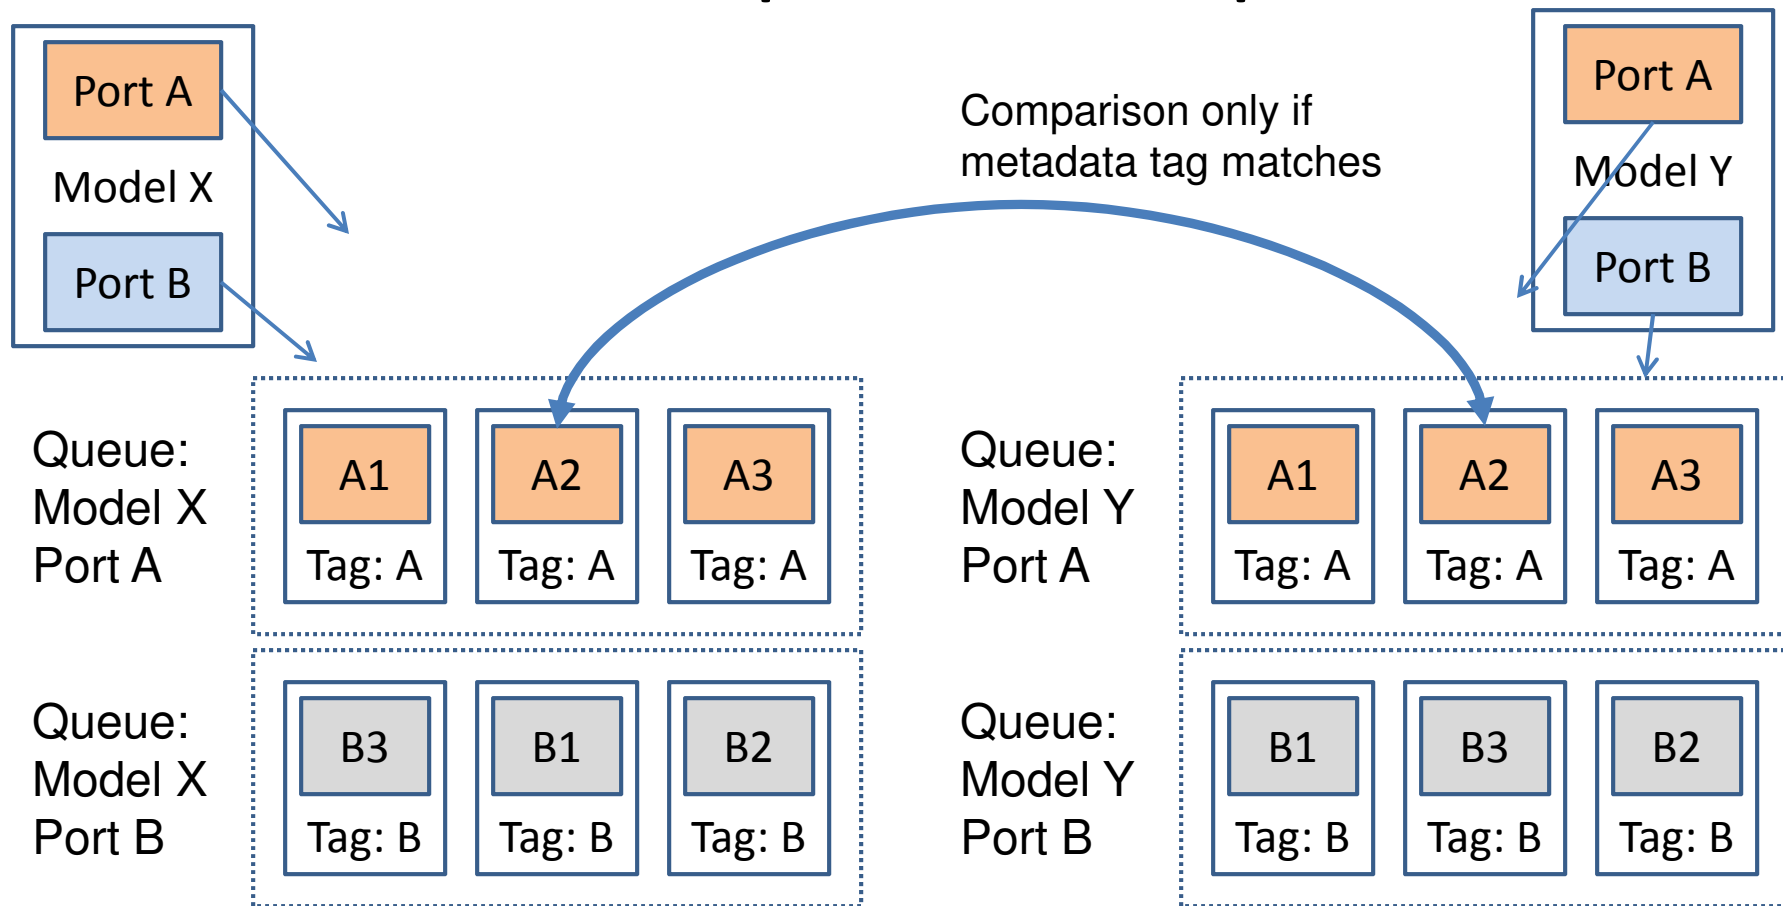 Port A
Model X
Port B
Comparison only if
metadata tag matches
Port A
Model Y
Port B
Queue:
Model X
Port A
A1
A2
A3
Tag: A
Tag: A
Tag: A
Queue:
Model Y
Port A
A1
A2
A3
Tag: A
Tag: A
Tag: A
Queue:
Model X
Port B
B3
B1
B2
Tag: B
Tag: B
Tag: B
Queue:
Model Y
Port B
B1
B3
B2
Tag: B
Tag: B
Tag: B